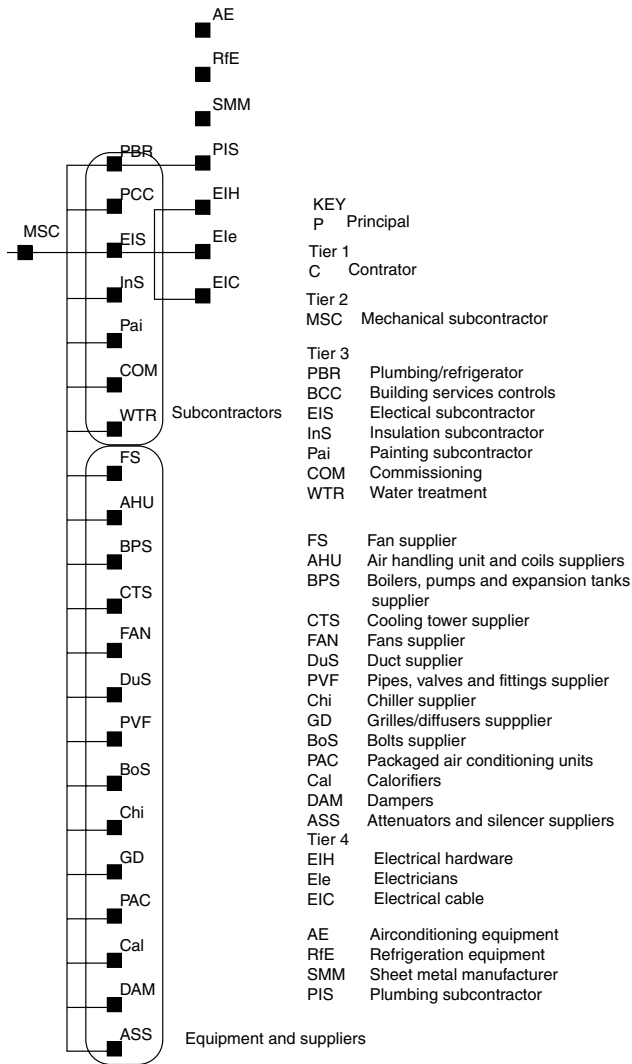 AE
RfE
SMM
PBR
PIS
PCC
EIH
MSC
EIS
Ele
InS
EIC
Pai
COM
WTR
Subcontractors
FS
AHU
BPS
CTS
FAN
DuS
PVF
BoS
Chi
GD
PAC
Cal
DAM
ASS
Equipment and suppliers
KEY
P Principal
Tier 1
C Contrator
Tier 2
MSC Mechanical subcontractor
Tier 3
PBR Plumbing/refrigerator
BCC Building services controls
EIS Electical subcontractor
InS Insulation subcontractor
Pai Painting subcontractor
COM Commissioning
WTR Water treatment
FS Fan supplier
AHU Air handling unit and coils suppliers
BPS Boilers, pumps and expansion tanks
supplier
CTS Cooling tower supplier
FAN Fans supplier
DuS Duct supplier
PVF Pipes, valves and fittings supplier
Chi Chiller supplier
GD Grilles/diffusers suppplier
BoS Bolts supplier
PAC Packaged air conditioning units
Cal Calorifiers
DAM Dampers
ASS Attenuators and silencer suppliers
Tier 4
EIH Electrical hardware
Ele Electricians
EIC Electrical cable
AE Airconditioning equipment
RfE Refrigeration equipment
SMM Sheet metal manufacturer
PIS Plumbing subcontractor